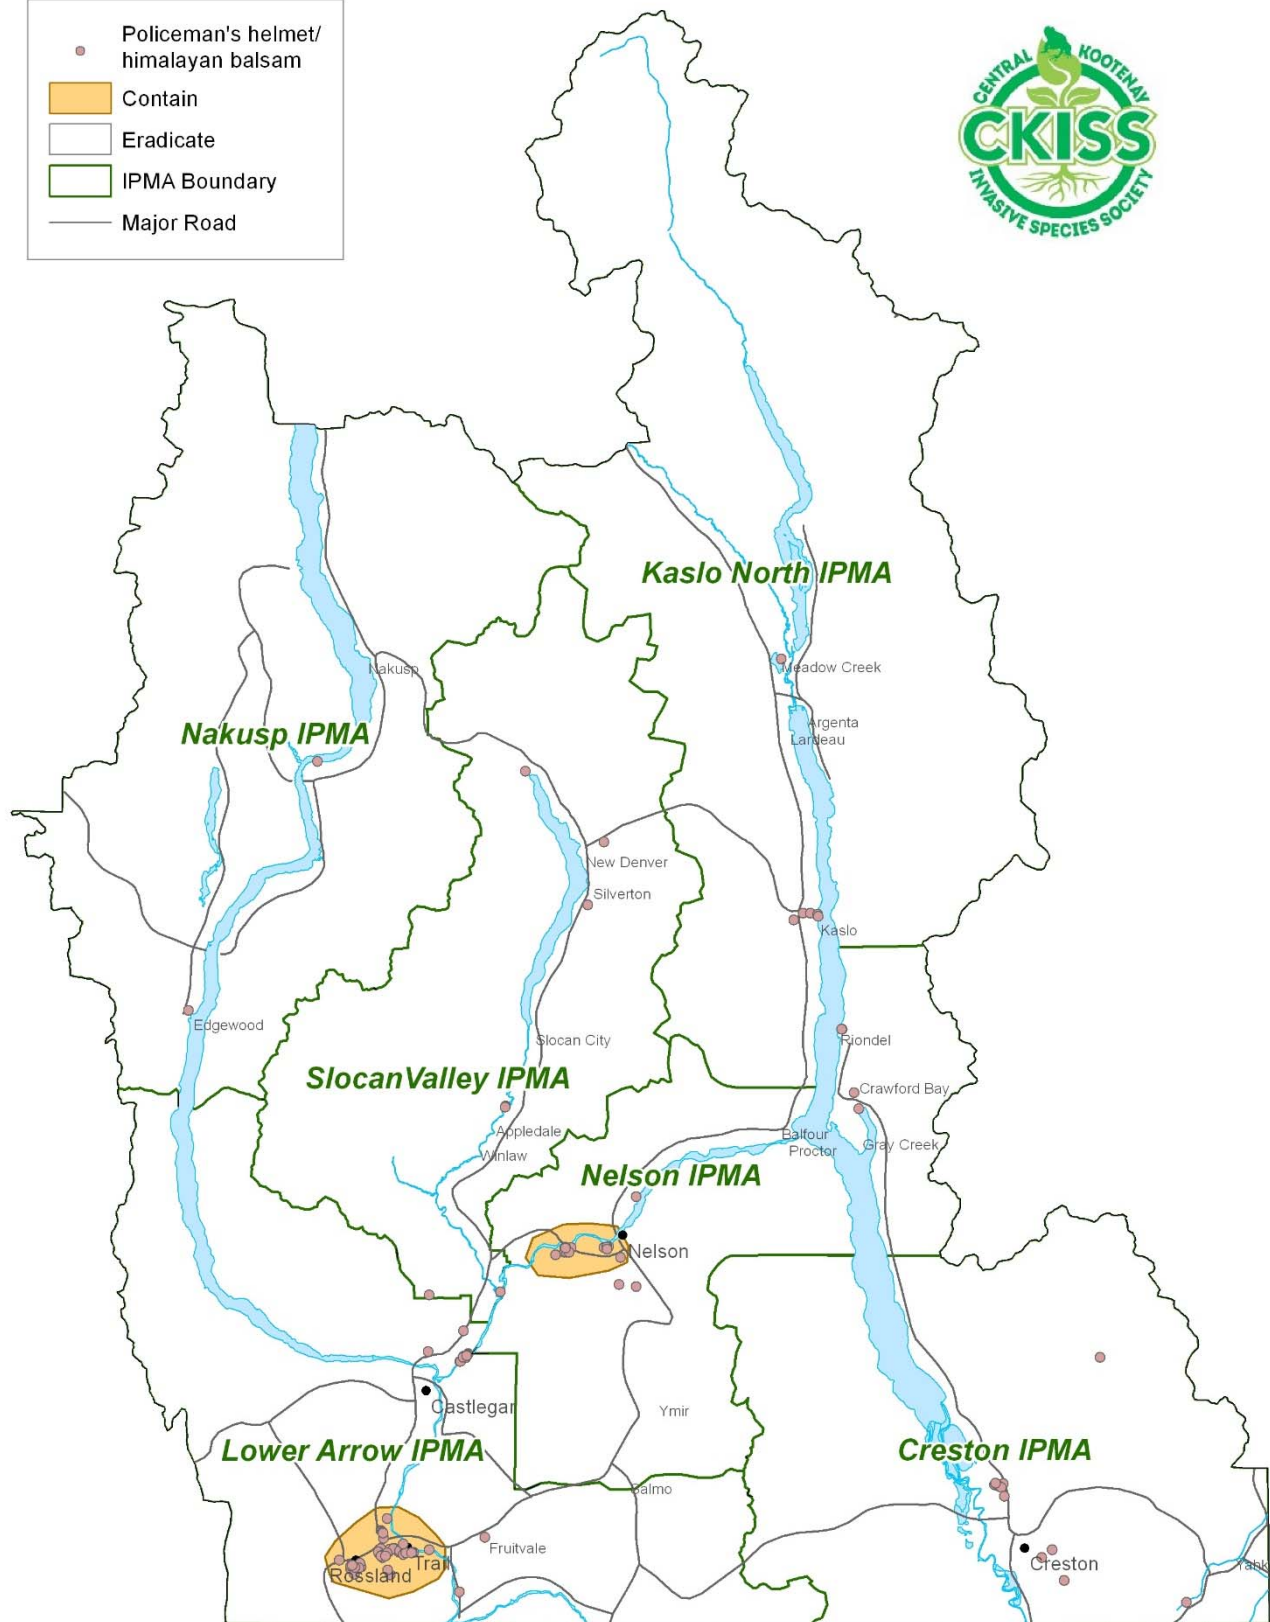 Policeman's helmet/
himalayan balsam
Contain
Eradicate
IPMA Boundary
Major Road
CENTRAL KOOTENAY
CKISS
INVASIVE SPECIES SOCIETY
Kaslo North IPMA
Nakusp
Meadow Creek
Argenta
Lardeau
Nakusp IPMA
New Denver
Silverton
Kaslo
Edgewood
Slocan City
Riondel
SlocanValley IPMA
Crawford Bay
Appledale
Winlaw
Balfour
Proctor
Gray Creek
Nelson IPMA
Nelson
Castlegar
Ymir
Lower Arrow IPMA
Creston IPMA
Salmo
Fruitvale
Trail
Rossland
Creston
Yahk